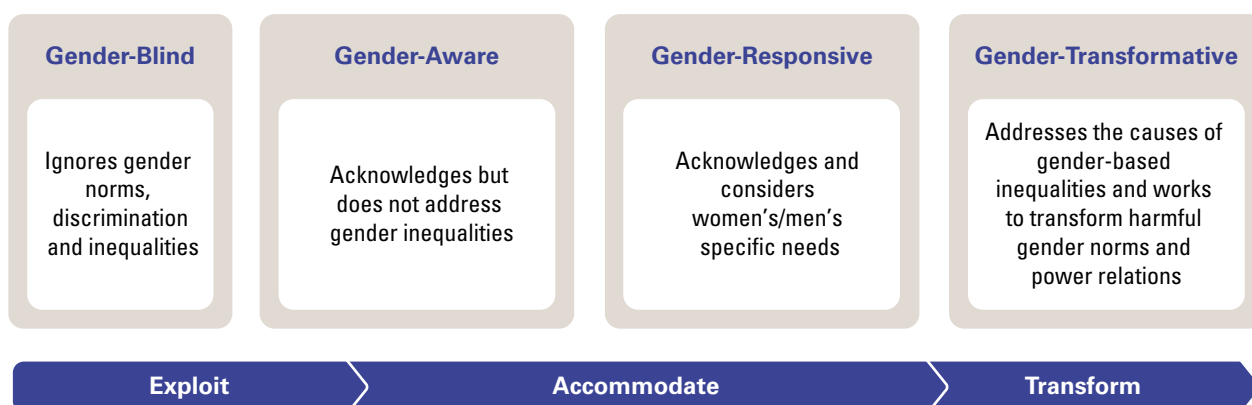 Gender-Blind
Ignores gender
norms,
discrimination
and inequalities
Gender-Aware
Acknowledges but
does not address
gender inequalities
Gender-Responsive
Acknowledges and
considers
women’s/men’s
specific needs
Gender-Transformative
Addresses the causes of
gender-based
inequalities and works
to transform harmful
gender norms and
power relations
Exploit
Accommodate
Transform